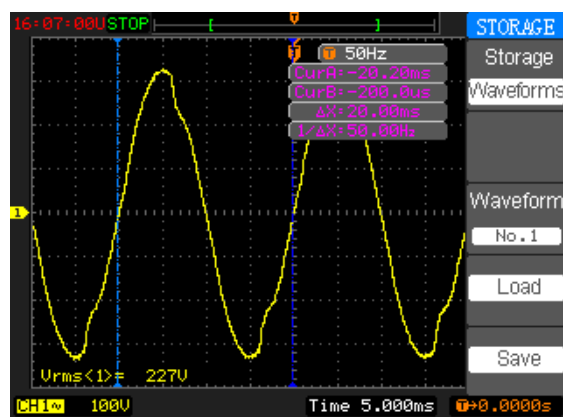 16:07:00U STOP
STORAGE
T 50Hz
CurA=-20.20ms
CurB=-200.0us
ΔX=20.00ms
1/ΔX=50.00Hz
Storage
Waveforms
1
Waveform
No.1
Load
Save
Vrms<1>= 227V
CH1~ 100V
Time 5.000ms
T→0.0000s